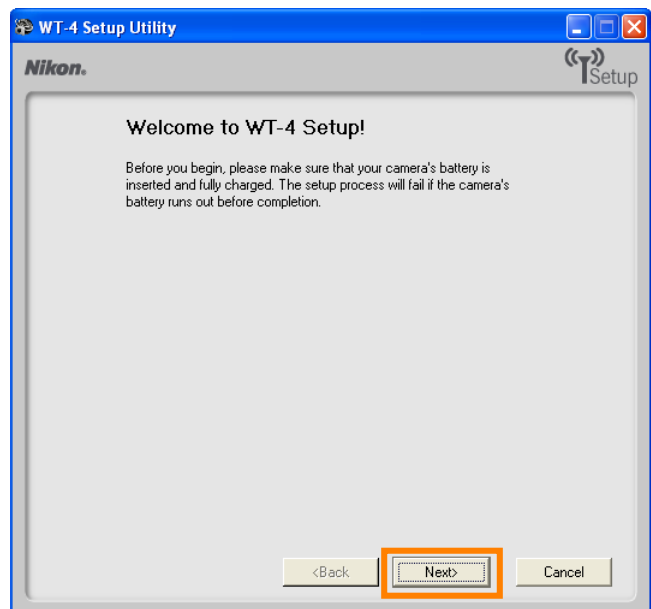 WT-4 Setup Utility
Nikon.
Setup
Welcome to WT-4 Setup!
Before you begin, please make sure that your camera's battery is
inserted and fully charged. The setup process will fail if the camera's
battery runs out before completion.
<Back Next> Cancel